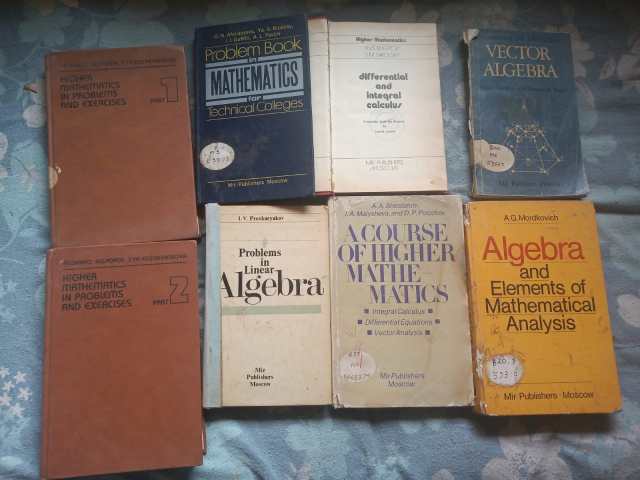 HIGHER
MATHEMATICS
IN PROBLEMS
AND EXERCISES
PART 1
Problem Book
in
MATHEMATICS
for
Technical Colleges
Mir Publishers Moscow
Higher Mathematics
differential
and
integral
calculus
MIR PUBLISHERS
MOSCOW
VECTOR
ALGEBRA
HIGHER
MATHEMATICS
IN PROBLEMS
AND EXERCISES
PART 2
I. V. Proskuryakov
Problems
in
Linear
Algebra
Mir
Publishers
Moscow
I.A. Malysheva, and D. P.
A COURSE
OF HIGHER
MATHE
MATICS
Integral Calculus
Differential Equations
Vector Analysis
Mir Publishers
Moscow
A.G. Mordkovich
Algebra
and
Elements of
Mathematical
Analysis
Mir Publishers Moscow